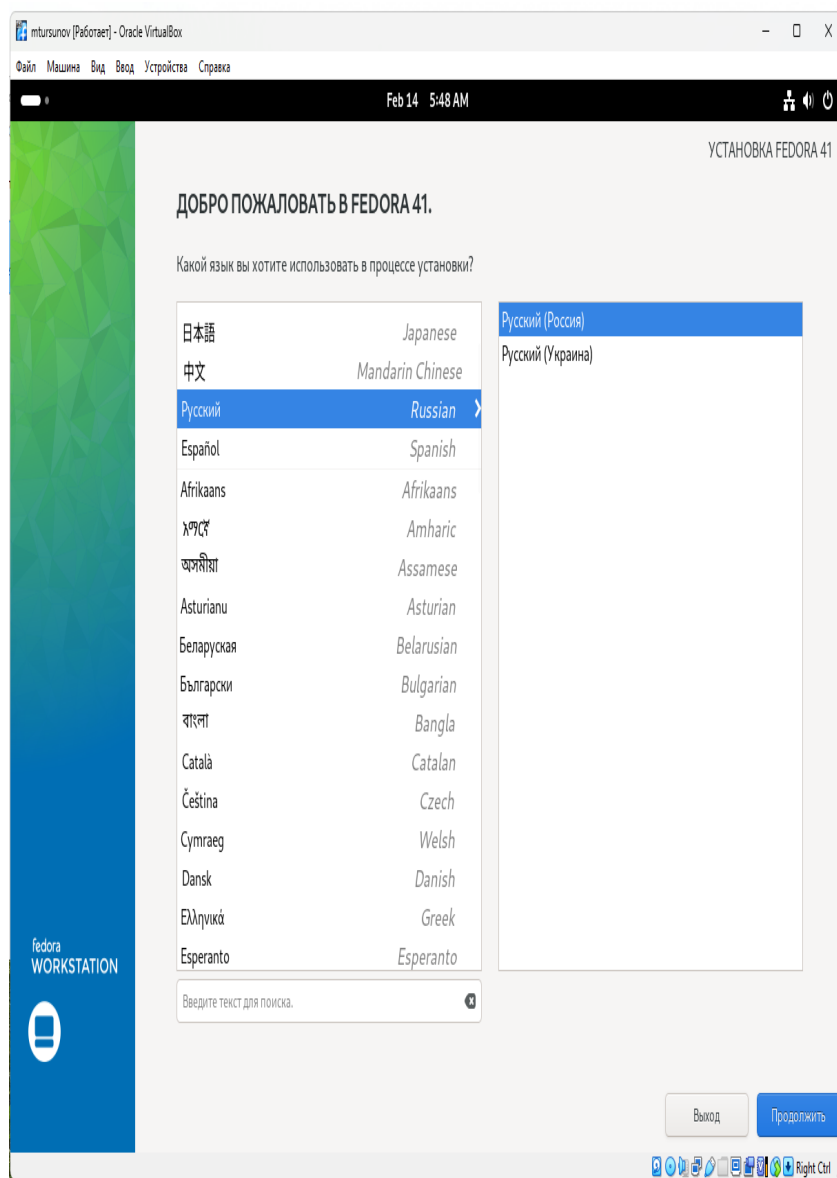 mtursunov [Работает] - Oracle VirtualBox
Файл Машина Вид Ввод Устройства Справка
Feb 14 5:48 AM
УСТАНОВКА FEDORA 41
ДОБРО ПОЖАЛОВАТЬ В FEDORA 41.
Какой язык вы хотите использовать в процессе установки?
日本語 Japanese
中文 Mandarin Chinese
Русский Russian
Español Spanish
Afrikaans Afrikaans
አማርኛ Amharic
অসমীয়া Assamese
Asturianu Asturian
Беларуская Belarusian
Български Bulgarian
বাংলা Bangla
Català Catalan
Čeština Czech
Cymraeg Welsh
Dansk Danish
Ελληνικά Greek
Esperanto Esperanto
Русский (Россия)
Русский (Украина)
Введите текст для поиска.
fedora
WORKSTATION
Выход
Продолжить
Right Ctrl